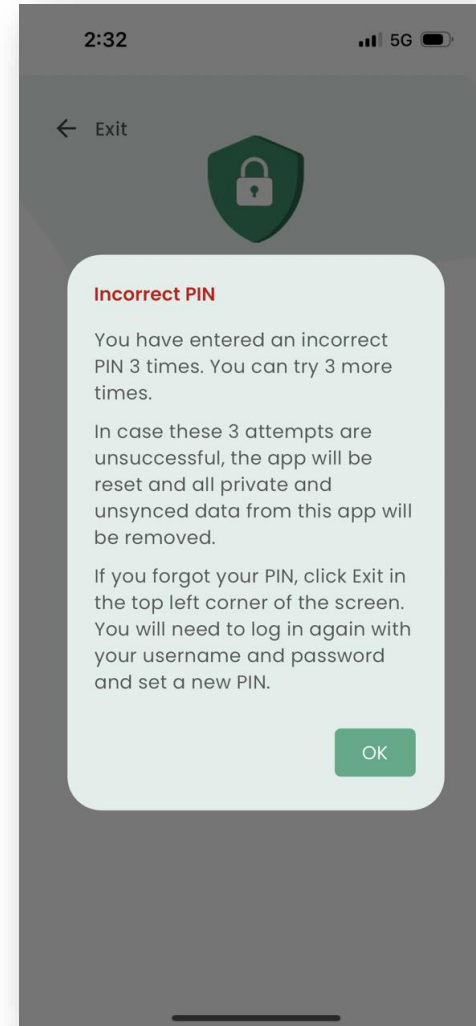 2:32
5G
← Exit
Incorrect PIN
You have entered an incorrect
PIN 3 times. You can try 3 more
times.
In case these 3 attempts are
unsuccessful, the app will be
reset and all private and
unsynced data from this app will
be removed.
If you forgot your PIN, click Exit in
the top left corner of the screen.
You will need to log in again with
your username and password
and set a new PIN.
OK